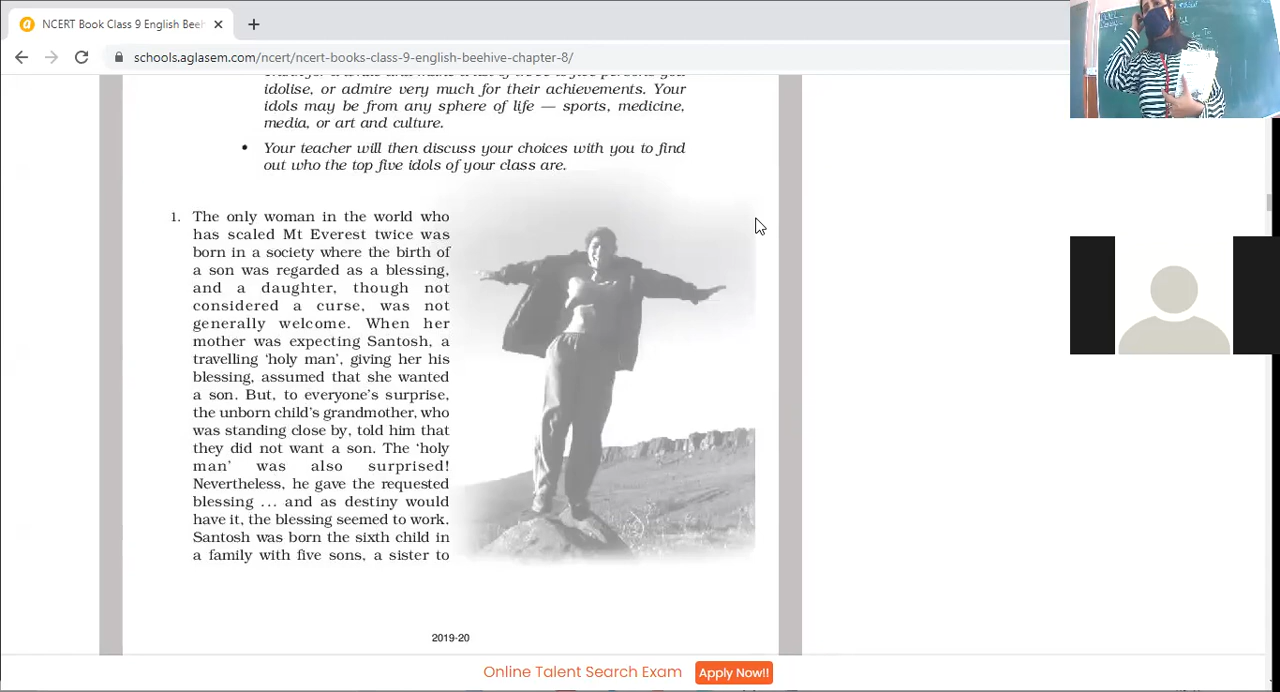 NCERT Book Class 9 English Beeh
schools.aglasem.com/ncert/ncert-books-class-9-english-beehive-chapter-8/
idolise, or admire very much for their achievements. Your
idols may be from any sphere of life — sports, medicine,
media, or art and culture.
• Your teacher will then discuss your choices with you to find
out who the top five idols of your class are.
1. The only woman in the world who
has scaled Mt Everest twice was
born in a society where the birth of
a son was regarded as a blessing,
and a daughter, though not
considered a curse, was not
generally welcome. When her
mother was expecting Santosh, a
travelling ‘holy man’, giving her his
blessing, assumed that she wanted
a son. But, to everyone’s surprise,
the unborn child’s grandmother, who
was standing close by, told him that
they did not want a son. The ‘holy
man’ was also surprised!
Nevertheless, he gave the requested
blessing ... and as destiny would
have it, the blessing seemed to work.
Santosh was born the sixth child in
a family with five sons, a sister to
2019-20
Online Talent Search Exam
Apply Now!!